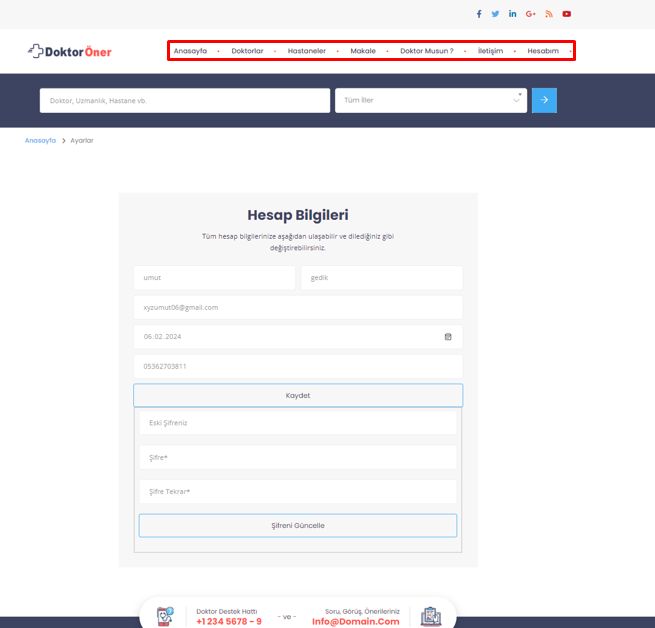 DoktorÖner
Anasayfa • Doktorlar • Hastaneler • Makale • Doktor Musun ? • İletişim • Hesabım •
Doktor, Uzmanlık, Hastane vb.
Tüm İller
Anasayfa > Ayarlar
Hesap Bilgileri
Tüm hesap bilgilerinize aşağıdan ulaşabilir ve dilediğiniz gibi
değiştirebilirsiniz.
umut
gedik
xyzumut06@gmail.com
06.02.2024
05362703811
Kaydet
Eski Şifreniz
Şifre*
Şifre Tekrar*
Şifreni Güncelle
Doktor Destek Hattı
+1 234 5678 - 9
- ve -
Soru, Görüş, Önerileriniz
Info@Domain.Com